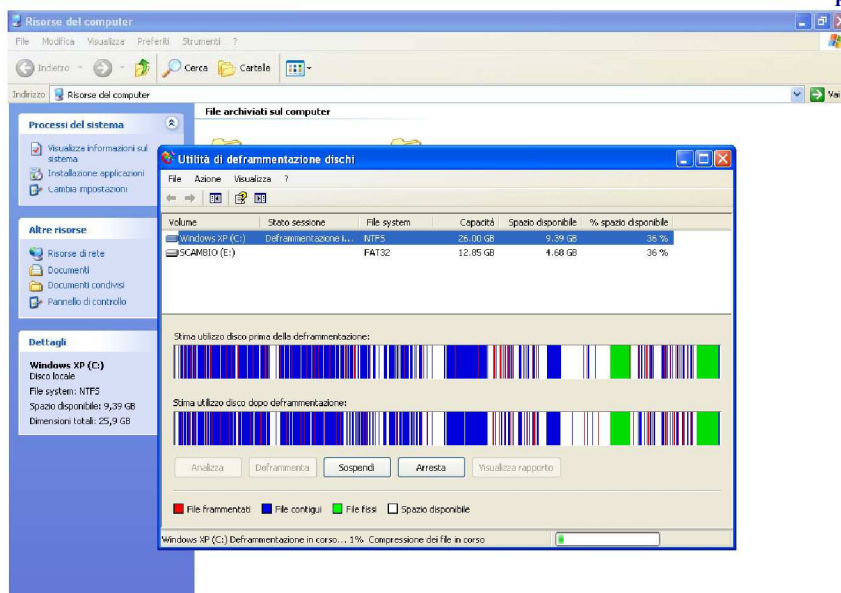 Risorse del computer
File Modifica Visualizza Preferiti Strumenti ?
Indietro Cerca Cartelle
Indirizzo Risorse del computer Vai
File archiviati sul computer
Processi del sistema
Visualizza informazioni sul
sistema
Installazione applicazioni
Cambia impostazioni
Altre risorse
Risorse di rete
Documenti
Documenti condivisi
Pannello di controllo
Dettagli
Windows XP (C:)
Disco locale
File system: NTFS
Spazio disponibile: 9,39 GB
Dimensioni totali: 25,9 GB
Utilità di deframmentazione dischi
File Azione Visualizza ?
Volume Stato sessione File system Capacità Spazio disponibile % spazio disponibile
Windows XP (C:) Deframmentazione i... NTFS 26.00 GB 9.39 GB 36 %
SCAMBIO (E:) FAT32 12.85 GB 4.68 GB 36 %
Stima utilizzo disco prima della deframmentazione:
Stima utilizzo disco dopo deframmentazione:
Analizza Deframmenta Sospendi Arresta Visualizza rapporto
File frammentati File contigui File fissi Spazio disponibile
Windows XP (C:) Deframmentazione in corso... 1% Compressione dei file in corso